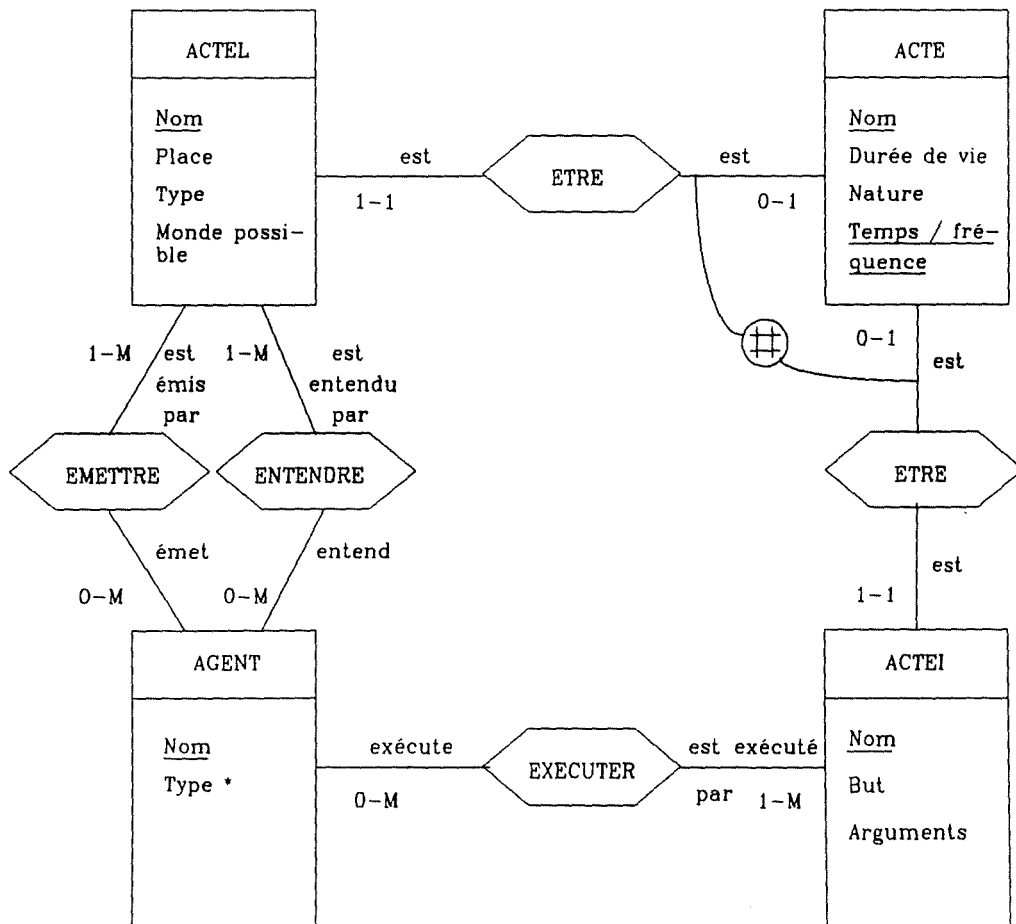 ACTEL
Nom
Place
Type
Monde possi-
ble
est
1-1
ETRE
est
0-1
ACTE
Nom
Durée de vie
Nature
Temps / fré-
quence
1-M
est
émis
par
1-M
est
entendu
par
0-1
est
EMETTRE
ENTENDRE
ETRE
émet
0-M
entend
0-M
est
1-1
AGENT
Nom
Type *
exécute
0-M
EXECUTER
est exécuté
par 1-M
ACTEI
Nom
But
Arguments